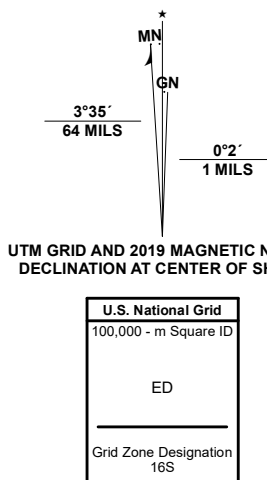 MN
GN
3°35´
64 MILS
0°2´
1 MILS
UTM GRID AND 2019 MAGNETIC
DECLINATION AT CENTER OF
U.S. National Grid
100,000 - m Square ID
ED
Grid Zone Designation
16S